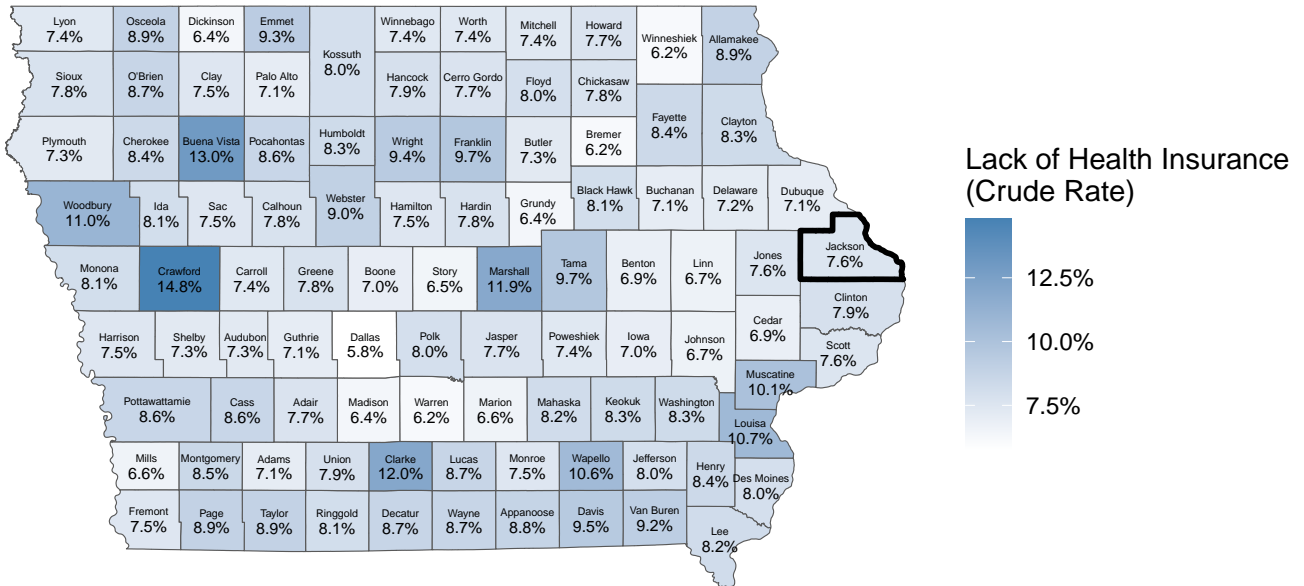 Lyon
7.4%
Osceola
8.9%
Dickinson
6.4%
Emmet
9.3%
Kossuth
8.0%
Winnebago
7.4%
Worth
7.4%
Mitchell
7.4%
Howard
7.7%
Winneshiek
6.2%
Allamakee
8.9%
Sioux
7.8%
O'Brien
8.7%
Clay
7.5%
Palo Alto
7.1%
Hancock
7.9%
Cerro Gordo
7.7%
Floyd
8.0%
Chickasaw
7.8%
Fayette
8.4%
Clayton
8.3%
Plymouth
7.3%
Cherokee
8.4%
Buena Vista
13.0%
Pocahontas
8.6%
Humboldt
8.3%
Wright
9.4%
Franklin
9.7%
Butler
7.3%
Bremer
6.2%
Woodbury
11.0%
Ida
8.1%
Sac
7.5%
Calhoun
7.8%
Webster
9.0%
Hamilton
7.5%
Hardin
7.8%
Grundy
6.4%
Black Hawk
8.1%
Buchanan
7.1%
Delaware
7.2%
Dubuque
7.1%
Monona
8.1%
Crawford
14.8%
Carroll
7.4%
Greene
7.8%
Boone
7.0%
Story
6.5%
Marshall
11.9%
Tama
9.7%
Benton
6.9%
Linn
6.7%
Jones
7.6%
Jackson
7.6%
Clinton
7.9%
Harrison
7.5%
Shelby
7.3%
Audubon
7.3%
Guthrie
7.1%
Dallas
5.8%
Polk
8.0%
Jasper
7.7%
Poweshiek
7.4%
Iowa
7.0%
Johnson
6.7%
Cedar
6.9%
Scott
7.6%
Muscatine
10.1%
Pottawattamie
8.6%
Cass
8.6%
Adair
7.7%
Madison
6.4%
Warren
6.2%
Marion
6.6%
Mahaska
8.2%
Keokuk
8.3%
Washington
8.3%
Louisa
10.7%
Mills
6.6%
Montgomery
8.5%
Adams
7.1%
Union
7.9%
Clarke
12.0%
Lucas
8.7%
Monroe
7.5%
Wapello
10.6%
Jefferson
8.0%
Henry
8.4%
Des Moines
8.0%
Fremont
7.5%
Page
8.9%
Taylor
8.9%
Ringgold
8.1%
Decatur
8.7%
Wayne
8.7%
Appanoose
8.8%
Davis
9.5%
Van Buren
9.2%
Lee
8.2%
Lack of Health Insurance
(Crude Rate)
12.5%
10.0%
7.5%